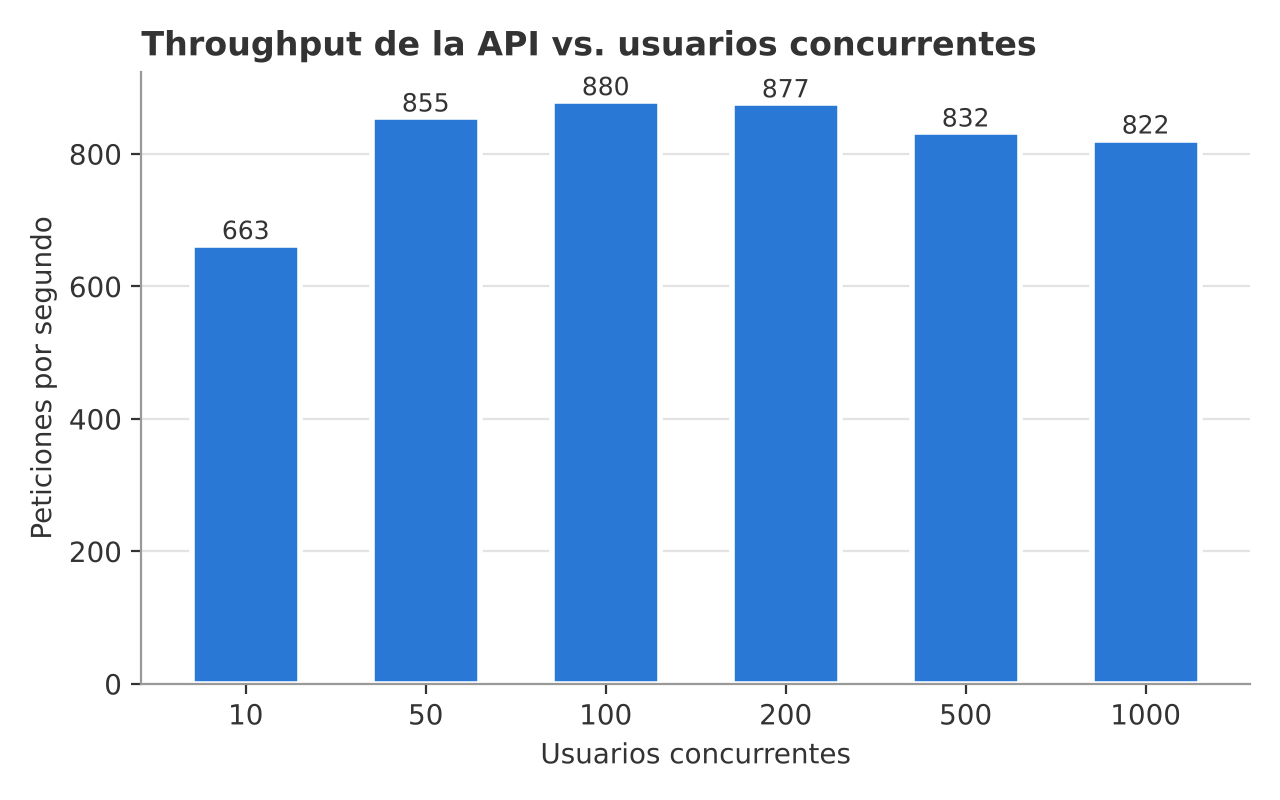 Throughput de la API vs. usuarios concurrentes
880
877
855
832
822
800
663
600
Peticiones por segundo
400
200
0
10 50 100 200 500 1000
Usuarios concurrentes